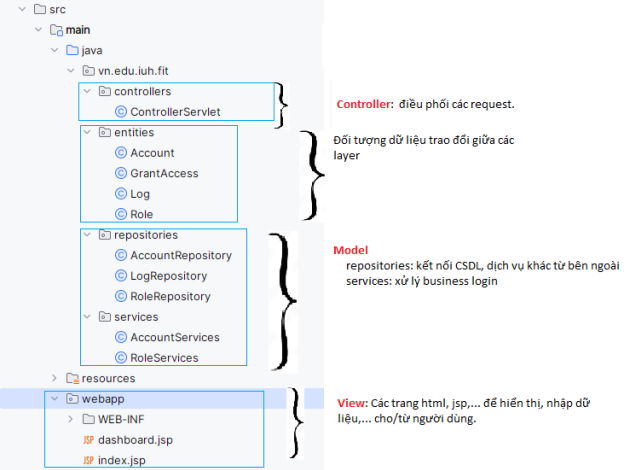 src
main
java
vn.edu.iuh.fit
controllers
ControllerServlet
entities
Account
GrantAccess
Log
Role
repositories
AccountRepository
LogRepository
RoleRepository
services
AccountServices
RoleServices
resources
webapp
WEB-INF
JSP dashboard.jsp
JSP index.jsp
Controller: điều phối các request.
Đối tượng dữ liệu trao đổi giữa các
layer
Model
repositories: kết nối CSDL, dịch vụ khác từ bên ngoài
services: xử lý business login
View: Các trang html, jsp,... để hiển thị, nhập dữ
liệu,... cho/từ người dùng.